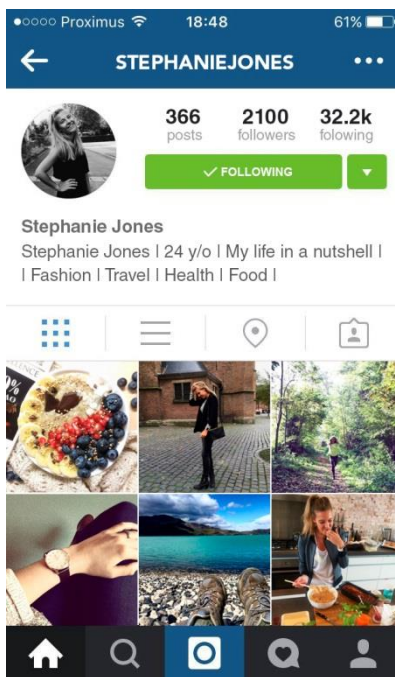 Proximus 18:48 61%
STEPHANIEJONES
366 2100 32.2k
posts followers folowing
FOLLOWING
Stephanie Jones
Stephanie Jones I 24 y/o I My life in a nutshell I
I Fashion I Travel I Health I Food I